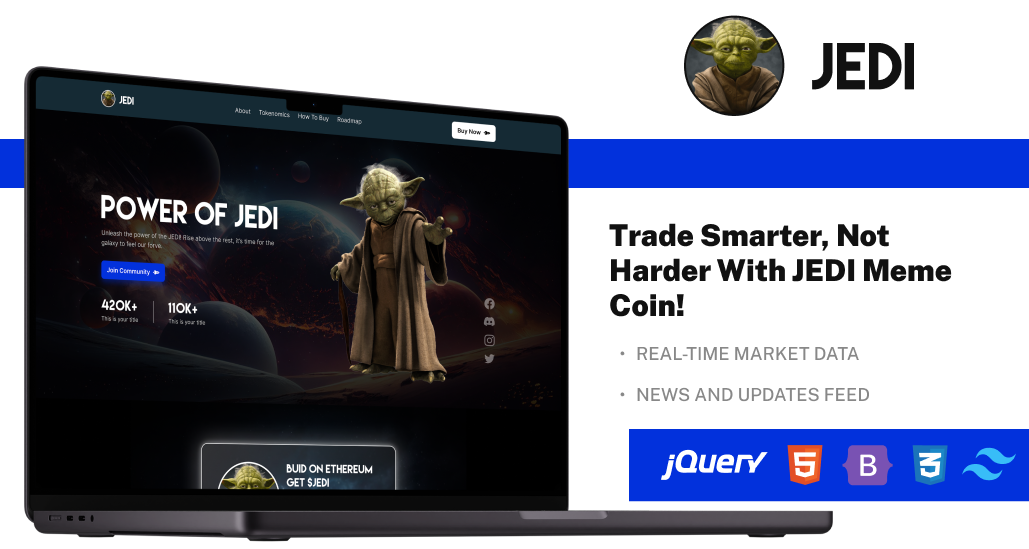 JEDI
JEDI
About Tokenomics How To Buy Roadmap
Buy Now
POWER OF JEDI
Unleash the power of the JEDI! Rise above the rest, it's time for the
galaxy to feel our forve.
Join Community
420K+ 110K+
This is your title This is your title
BUID ON ETHEREUM
GET $JEDI
Trade Smarter, Not
Harder With JEDI Meme
Coin!
• REAL-TIME MARKET DATA
• NEWS AND UPDATES FEED
jQuery 5 B 3